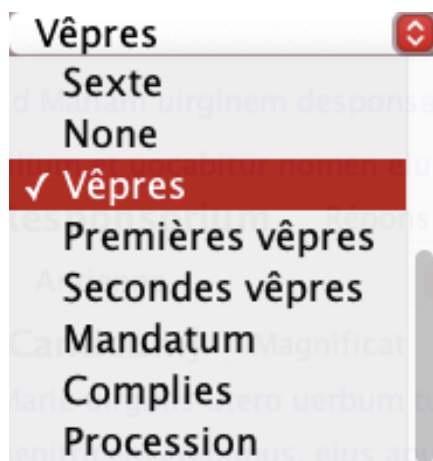 Vêpres
Sexte
None
✓ Vêpres
Premières vêpres
Secondes vêpres
Mandatum
Complies
Procession